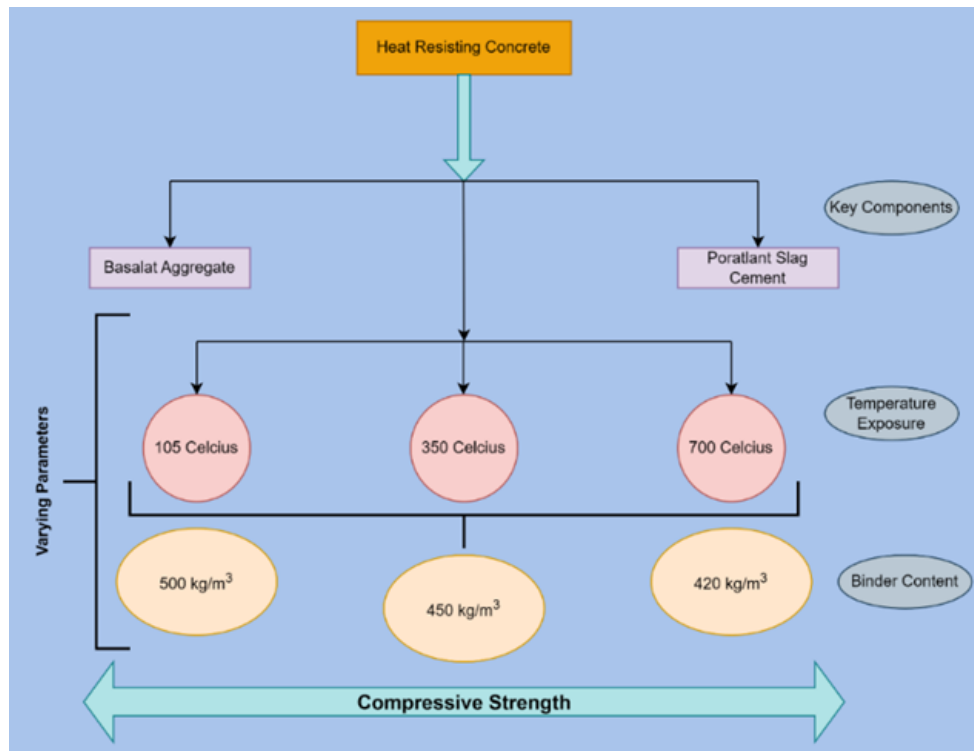 Heat Resisting Concrete
Key Components
Basalat Aggregate
Poratlant Slag
Cement
Varying Parameters
Temperature
Exposure
105 Celcius
350 Celcius
700 Celcius
500 kg/m³
450 kg/m³
420 kg/m³
Binder Content
Compressive Strength